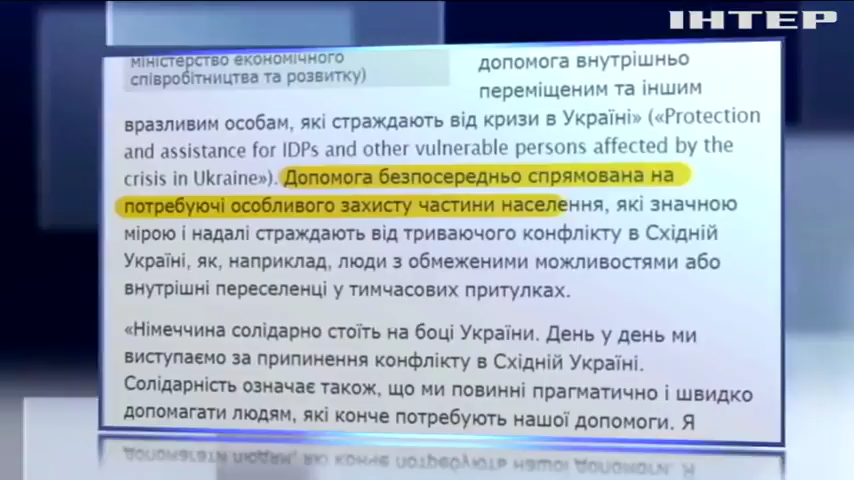 ІНТЕР
міністерство економічного
співробітництва та розвитку)
допомога внутрішньо
переміщеним та іншим
вразливим особам, які страждають від кризи в Україні» («Protection
and assistance for IDPs and other vulnerable persons affected by the
crisis in Ukraine»). Допомога безпосередньо спрямована на
потребуючі особливого захисту частини населення, які значною
мірою і надалі страждають від триваючого конфлікту в Східній
Україні, як, наприклад, люди з обмеженими можливостями або
внутрішні переселенці у тимчасових притулках.
«Німеччина солідарно стоїть на боці України. День у день ми
виступаємо за припинення конфлікту в Східній Україні.
Солідарність означає також, що ми повинні прагматично і швидко
допомагати людям, які конче потребують нашої допомоги. Я